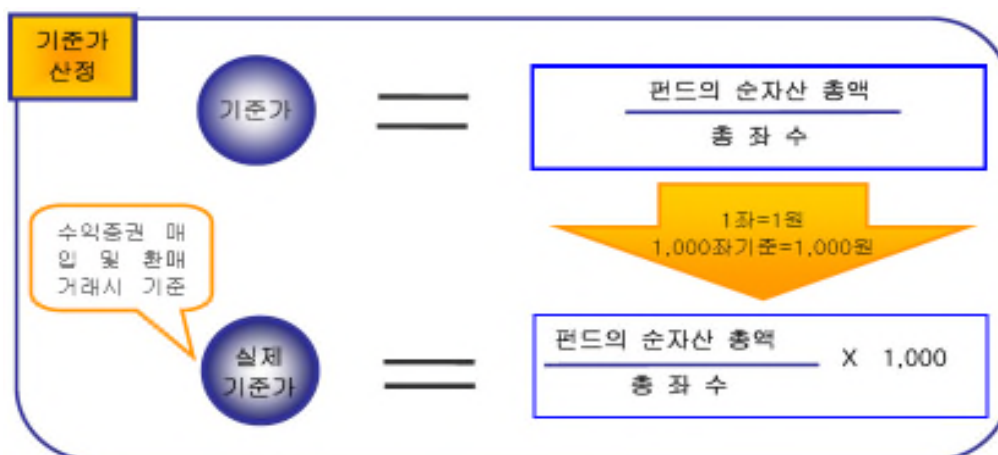 기준가
산정
기준가
펀드의 순자산 총액
총 좌 수
1좌=1원
1,000좌기준=1,000원
수익증권 매
입 및 환매
거래시 기준
실제
기준가
펀드의 순자산 총액
총 좌 수
X 1,000